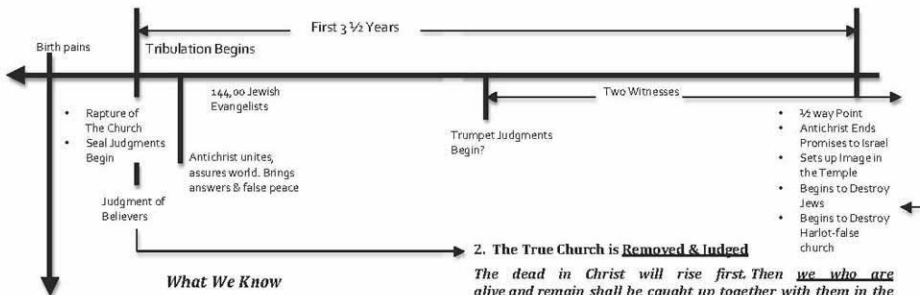 First 3 ½ Years
Birth pains
Tribulation Begins
• Rapture of
The Church
• Seal Judgments
Begin
Judgment of
Believers
144,00 Jewish
Evangelists
Antichrist unites,
assures world. Brings
answers & false peace
Trumpet Judgments
Begin?
Two Witnesses
• ½ way Point
• Antichrist Ends
Promises to Israel
• Sets up Image in
the Temple
• Begins to Destroy
Jews
• Begins to Destroy
Harlot-false
church
What We Know
2. The True Church is Removed & Judged
The dead in Christ will rise first. Then we who are
alive and remain shall be caught up together with them in the